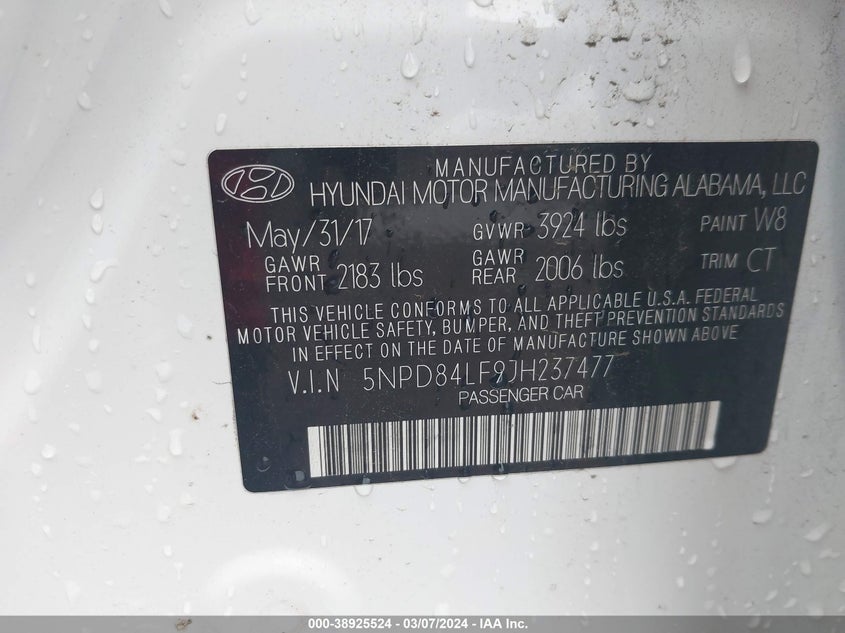 MANUFACTURED BY
HYUNDAI MOTOR MANUFACTURING ALABAMA, LLC
May/31/17 GVWR 3924 lbs PAINT W8
GAWR FRONT 2183 lbs GAWR REAR 2006 lbs TRIM CT
THIS VEHICLE CONFORMS TO ALL APPLICABLE U.S.A. FEDERAL
MOTOR VEHICLE SAFETY, BUMPER, AND THEFT PREVENTION STANDARDS
IN EFFECT ON THE DATE OF MANUFACTURE SHOWN ABOVE
V.I.N 5NPD84LF9JH237477
PASSENGER CAR
000-38925524 - 03/07/2024 - IAA Inc.